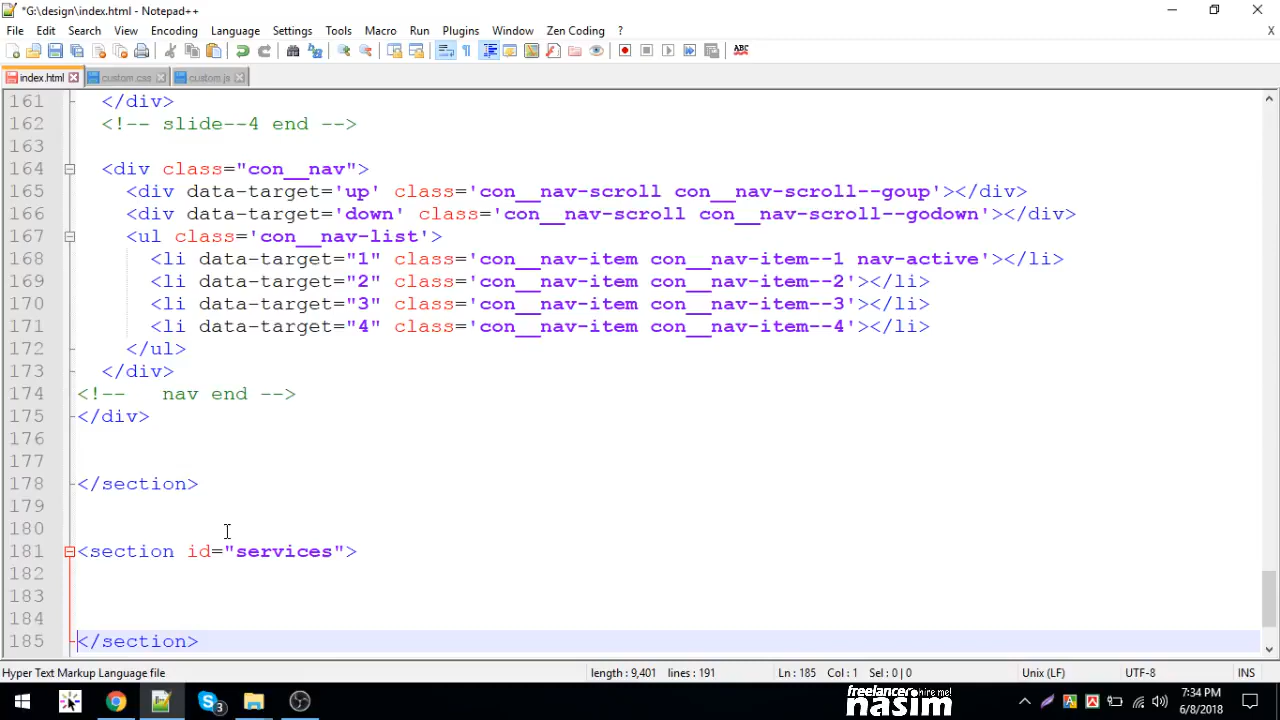 *G:\design\index.html - Notepad++
File Edit Search View Encoding Language Settings Tools Macro Run Plugins Window Zen Coding ?
X
ABC
index.html custom.css custom.js
161 </div>
162 <!-- slide--4 end -->
163
164 <div class="con__nav">
165 <div data-target='up' class='con__nav-scroll con__nav-scroll--goup'></div>
166 <div data-target='down' class='con__nav-scroll con__nav-scroll--godown'></div>
167 <ul class='con__nav-list'>
168 <li data-target="1" class='con__nav-item con__nav-item--1 nav-active'></li>
169 <li data-target="2" class='con__nav-item con__nav-item--2'></li>
170 <li data-target="3" class='con__nav-item con__nav-item--3'></li>
171 <li data-target="4" class='con__nav-item con__nav-item--4'></li>
172 </ul>
173 </div>
174 <!--   nav end -->
175 </div>
176
177
178 </section>
179
180
181 <section id="services">
182
183
184
185 </section>
Hyper Text Markup Language file length : 9,401 lines : 191 Ln : 185 Col : 1 Sel : 0 | 0 Unix (LF) UTF-8 INS
3
freelancer hire me!
nasim
7:34 PM
6/8/2018